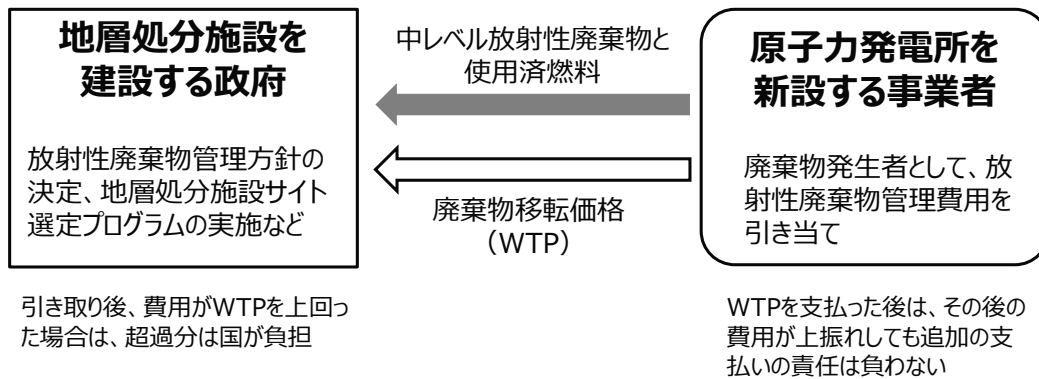 地層処分施設を
建設する政府
放射性廃棄物管理方針の
決定、地層処分施設サイト
選定プログラムの実施など
引き取り後、費用がWTPを上回っ
た場合は、超過分は国が負担
中レベル放射性廃棄物と
使用済燃料
廃棄物移転価格
（WTP）
原子力発電所を
新設する事業者
廃棄物発生者として、放
射性廃棄物管理費用を
引き当て
WTPを支払った後は、その後の
費用が上振れしても追加の支
払いの責任は負わない